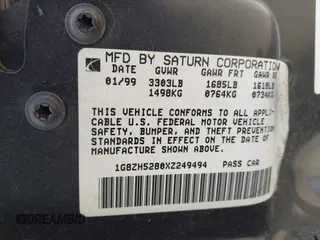 MFD BY SATURN CORPORATION
DATE GVWR GAWR FRT GAWR RR
01/99 3303LB 1685LB 1618LB
1498KG 0764KG 0734KG
THIS VEHICLE CONFORMS TO ALL APPLI-
CABLE U.S. FEDERAL MOTOR VEHICLE
SAFETY, BUMPER, AND THEFT PREVENTION
STANDARDS IN EFFECT ON THE DATE OF
MANUFACTURE SHOWN ABOVE.
1G8ZH5280XZ249494 PASS CAR
DREAMBID